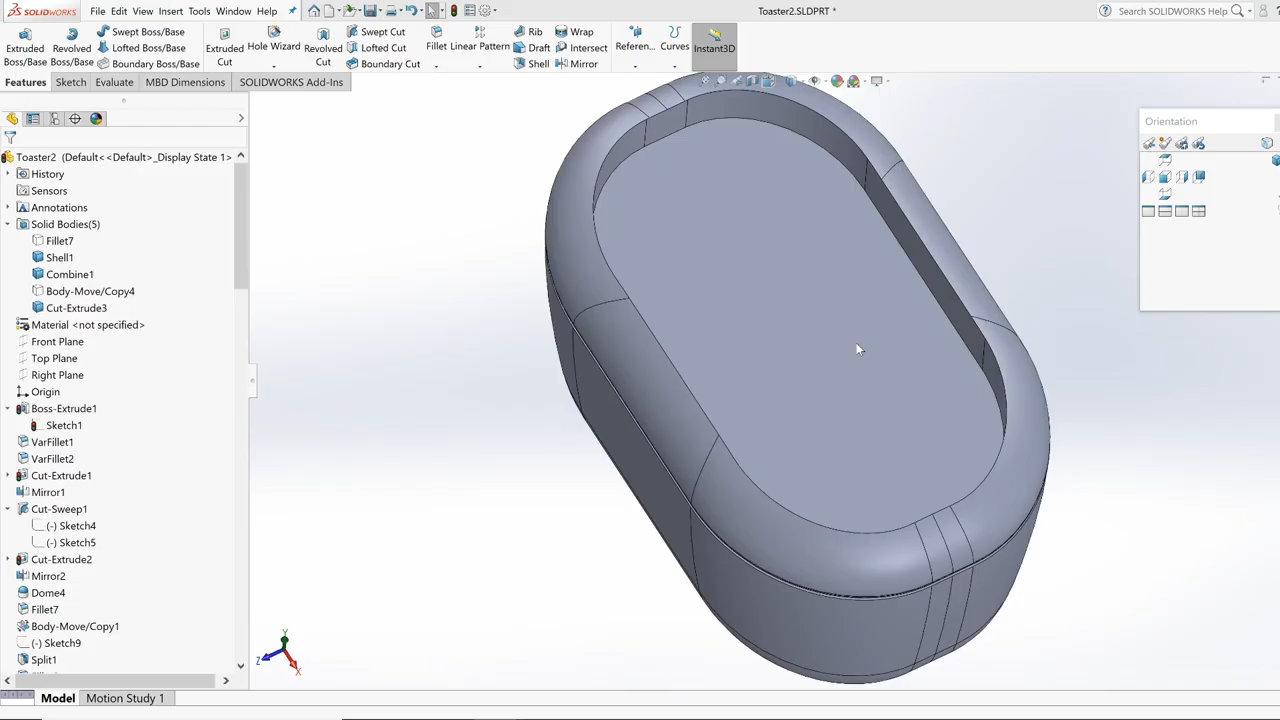 SOLIDWORKS File Edit View Insert Tools Window Help Toaster2.SLDPRT * Search SOLIDWORKS Help
Extruded Boss/Base
Revolved Boss/Base
Swept Boss/Base
Lofted Boss/Base
Boundary Boss/Base
Extruded Cut
Hole Wizard
Revolved Cut
Swept Cut
Lofted Cut
Boundary Cut
Fillet
Linear Pattern
Rib
Draft
Shell
Wrap
Intersect
Mirror
Referen...
Curves
Instant3D
Features Sketch Evaluate MBD Dimensions SOLIDWORKS Add-Ins
Orientation
Toaster2 (Default<<Default>_Display State 1>
History
Sensors
Annotations
Solid Bodies(5)
Fillet7
Shell1
Combine1
Body-Move/Copy4
Cut-Extrude3
Material <not specified>
Front Plane
Top Plane
Right Plane
Origin
Boss-Extrude1
Sketch1
VarFillet1
VarFillet2
Cut-Extrude1
Mirror1
Cut-Sweep1
(-) Sketch4
(-) Sketch5
Cut-Extrude2
Mirror2
Dome4
Fillet7
Body-Move/Copy1
(-) Sketch9
Split1
Y
Z
X
Model Motion Study 1